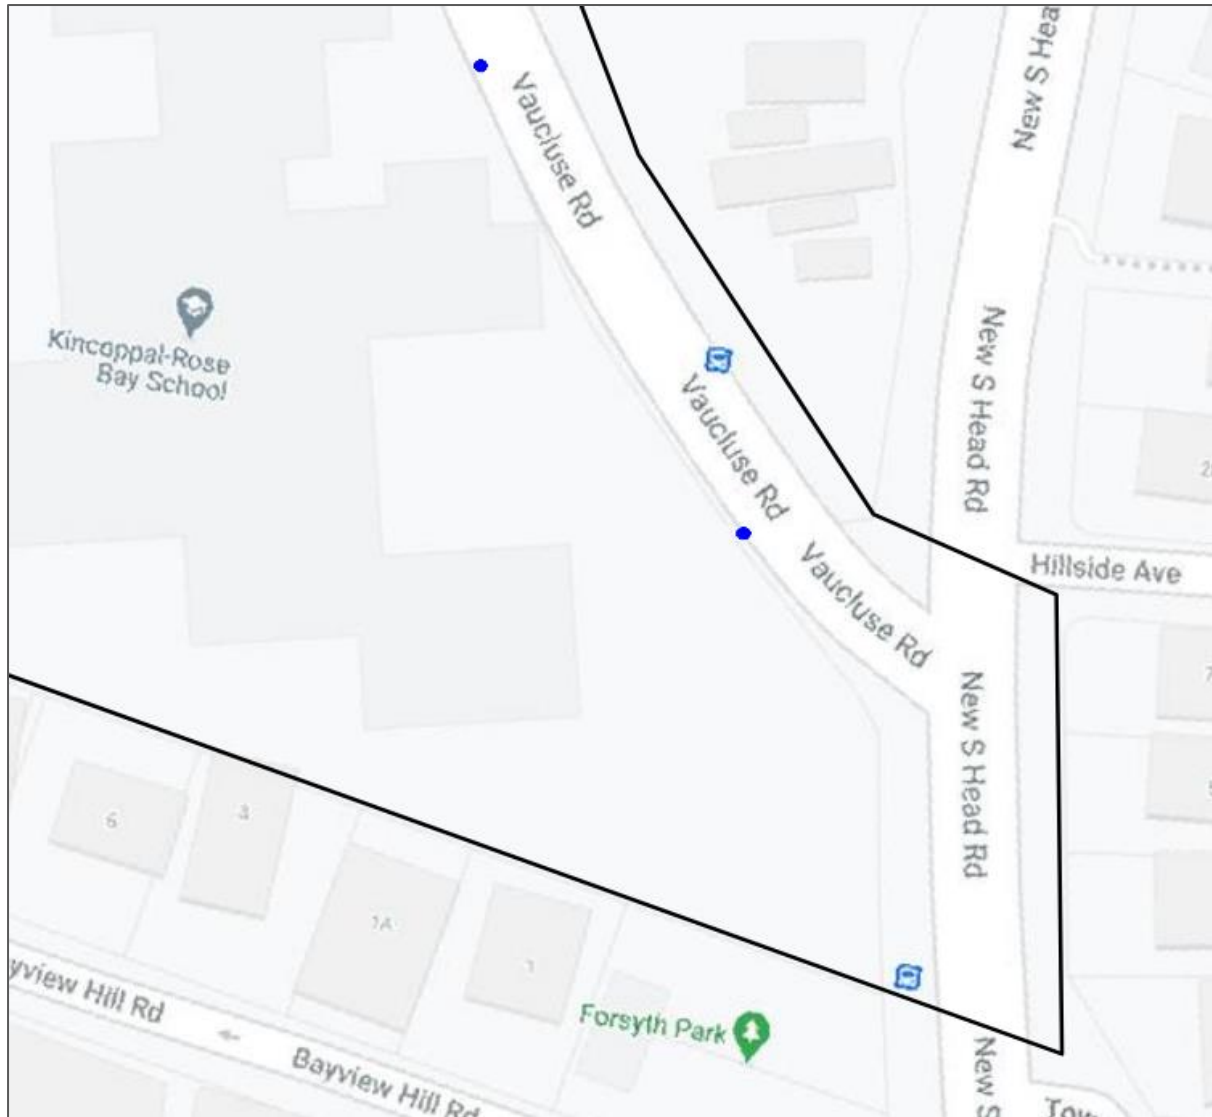 New S Hea
Vaucluse Rd
Kincoppal-Rose
Bay School
Vaucluse Rd
New S Head Rd
Vaucluse Rd
Hillside Ave
New S Head Rd
6
3
1A
1
Forsyth Park
yview Hill Rd
Bayview Hill Rd
New S